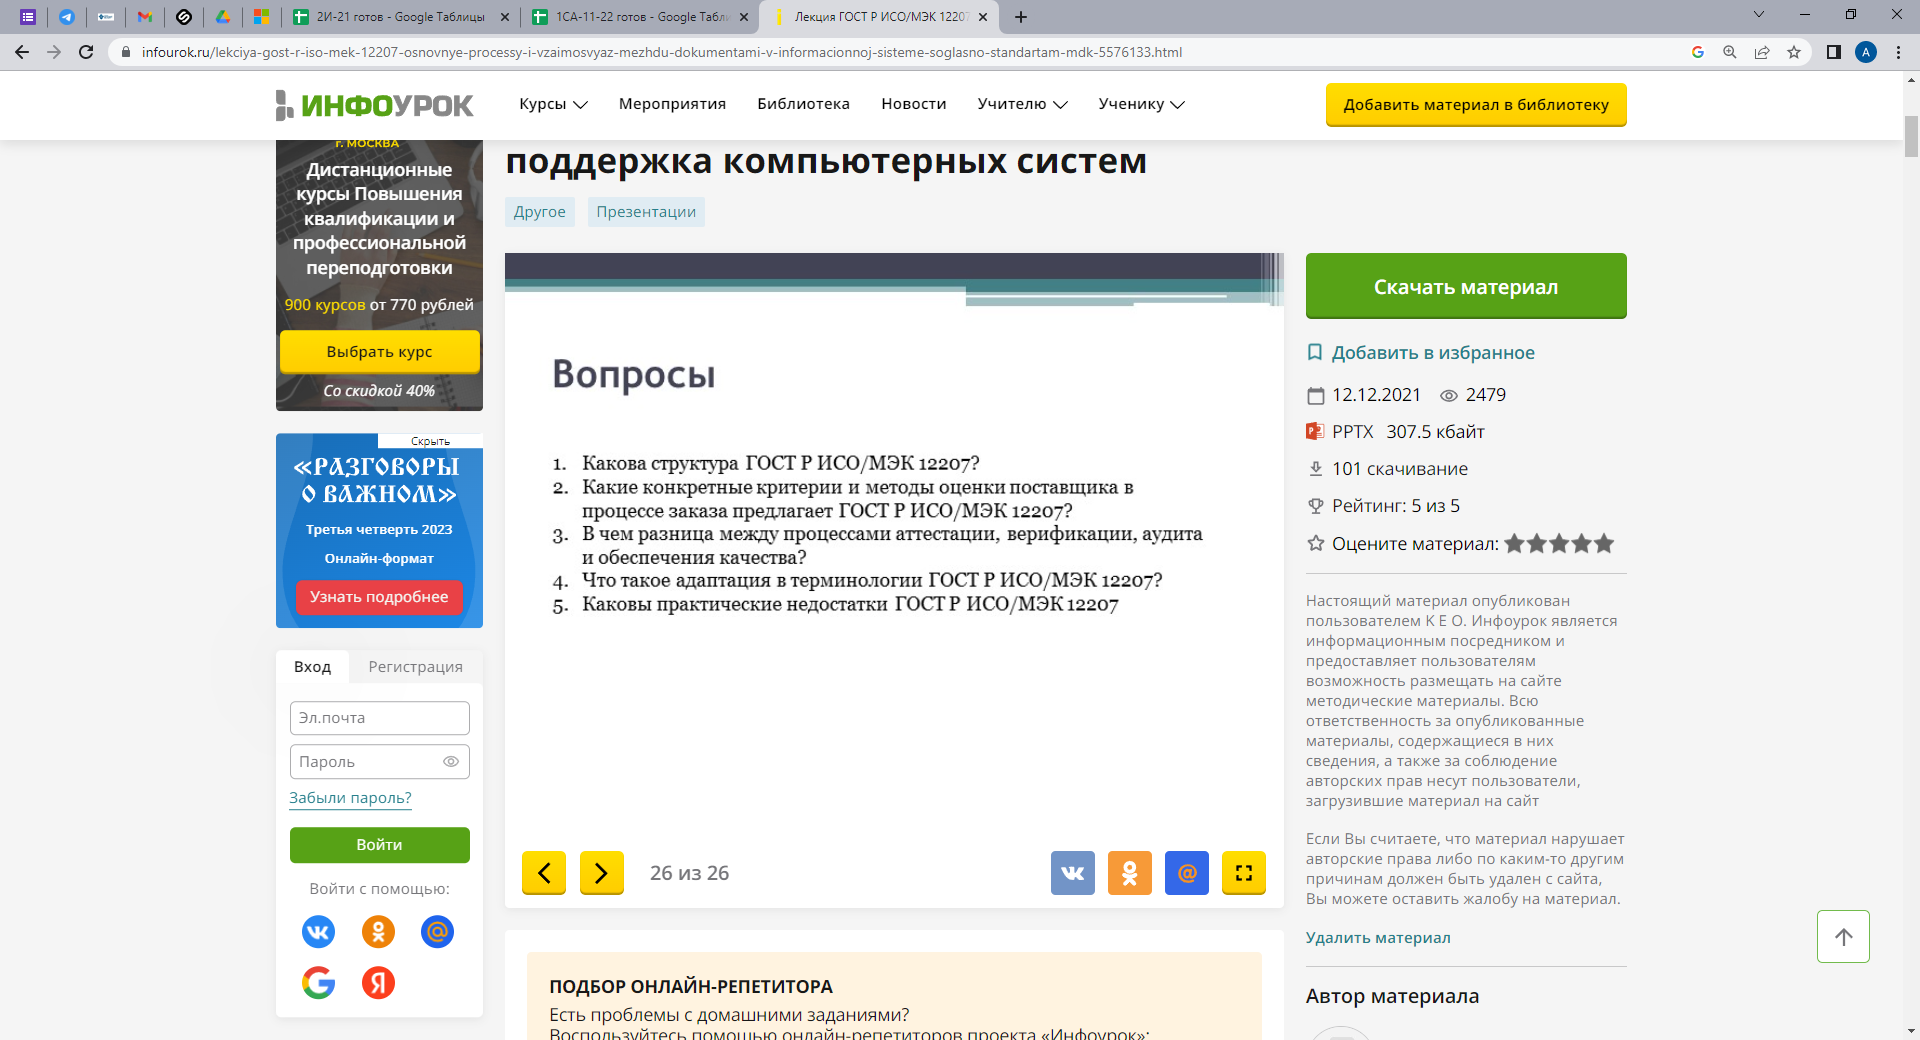 2И-21 готов - Google Таблицы
1СА-11-22 готов - Google Табл
Лекция ГОСТ Р ИСО/МЭК 12207
infourok.ru/lekciya-gost-r-iso-mek-12207-osnovnye-processy-i-vzaimosvyaz-mezhdu-dokumentami-v-informacionnoj-sisteme-soglasno-standartam-mdk-5576133.html
A
ИНФОУРОК
Курсы
Мероприятия
Библиотека
Новости
Учителю
Ученику
Добавить материал в библиотеку
г. МОСКВА
Дистанционные
курсы Повышения
квалификации и
профессиональной
переподготовки
900 курсов от 770 рублей
Выбрать курс
Со скидкой 40%
Скрыть
«РАЗГОВОРЫ
О ВАЖНОМ»
Третья четверть 2023
Онлайн-формат
Узнать подробнее
Вход
Регистрация
Эл.почта
Пароль
Забыли пароль?
Войти
Войти с помощью:
поддержка компьютерных систем
Другое
Презентации
Вопросы
1. Какова структура ГОСТ Р ИСО/МЭК 12207?
2. Какие конкретные критерии и методы оценки поставщика в
процессе заказа предлагает ГОСТ Р ИСО/МЭК 12207?
3. В чем разница между процессами аттестации, верификации, аудита
и обеспечения качества?
4. Что такое адаптация в терминологии ГОСТ Р ИСО/МЭК 12207?
5. Каковы практические недостатки ГОСТ Р ИСО/МЭК 12207
26 из 26
ПОДБОР ОНЛАЙН-РЕПЕТИТОРА
Есть проблемы с домашними заданиями?
Воспользуйтесь помощью онлайн-репетиторов проекта «Инфоурок»:
Скачать материал
Добавить в избранное
12.12.2021 2479
PPTX 307.5 кбайт
101 скачивание
Рейтинг: 5 из 5
Оцените материал:
Настоящий материал опубликован
пользователем К Е О. Инфоурок является
информационным посредником и
предоставляет пользователям
возможность размещать на сайте
методические материалы. Всю
ответственность за опубликованные
материалы, содержащиеся в них
сведения, а также за соблюдение
авторских прав несут пользователи,
загрузившие материал на сайт
Если Вы считаете, что материал нарушает
авторские права либо по каким-то другим
причинам должен быть удален с сайта,
Вы можете оставить жалобу на материал.
Удалить материал
Автор материала